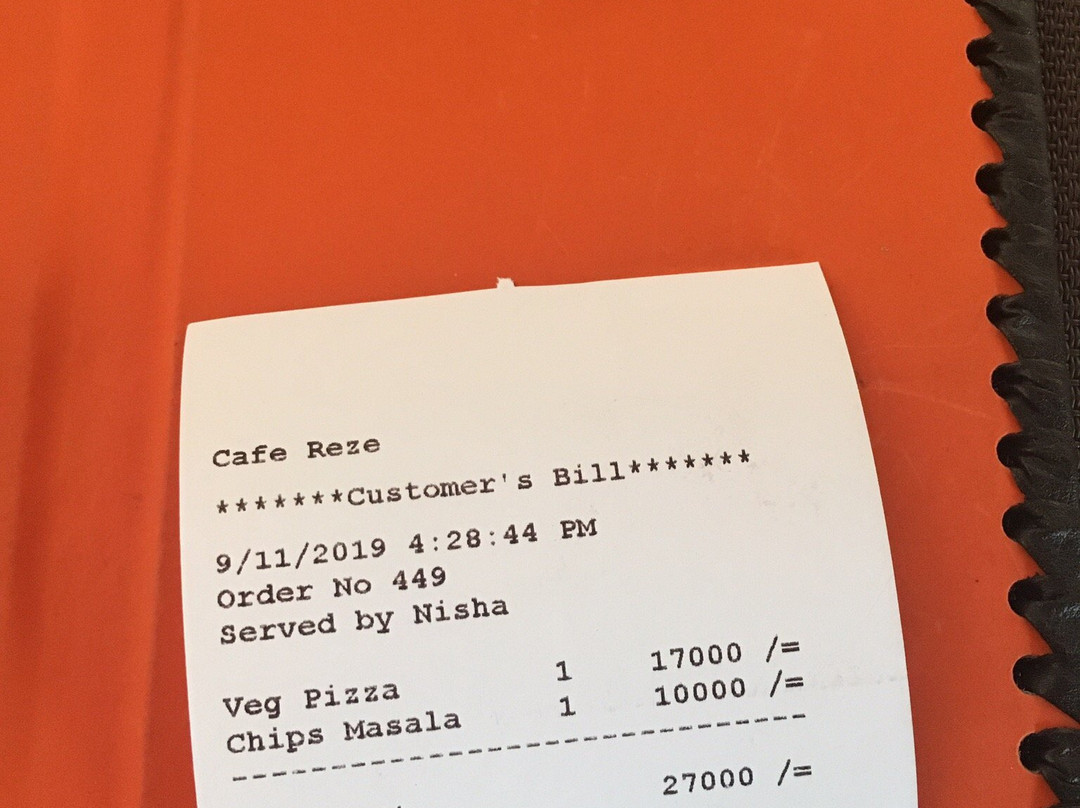 Cafe Reze
*******Customer's Bill*******
9/11/2019 4:28:44 PM
Order No 449
Served by Nisha
Veg Pizza 1 17000 /=
Chips Masala 1 10000 /=
-----------------------------
27000 /=